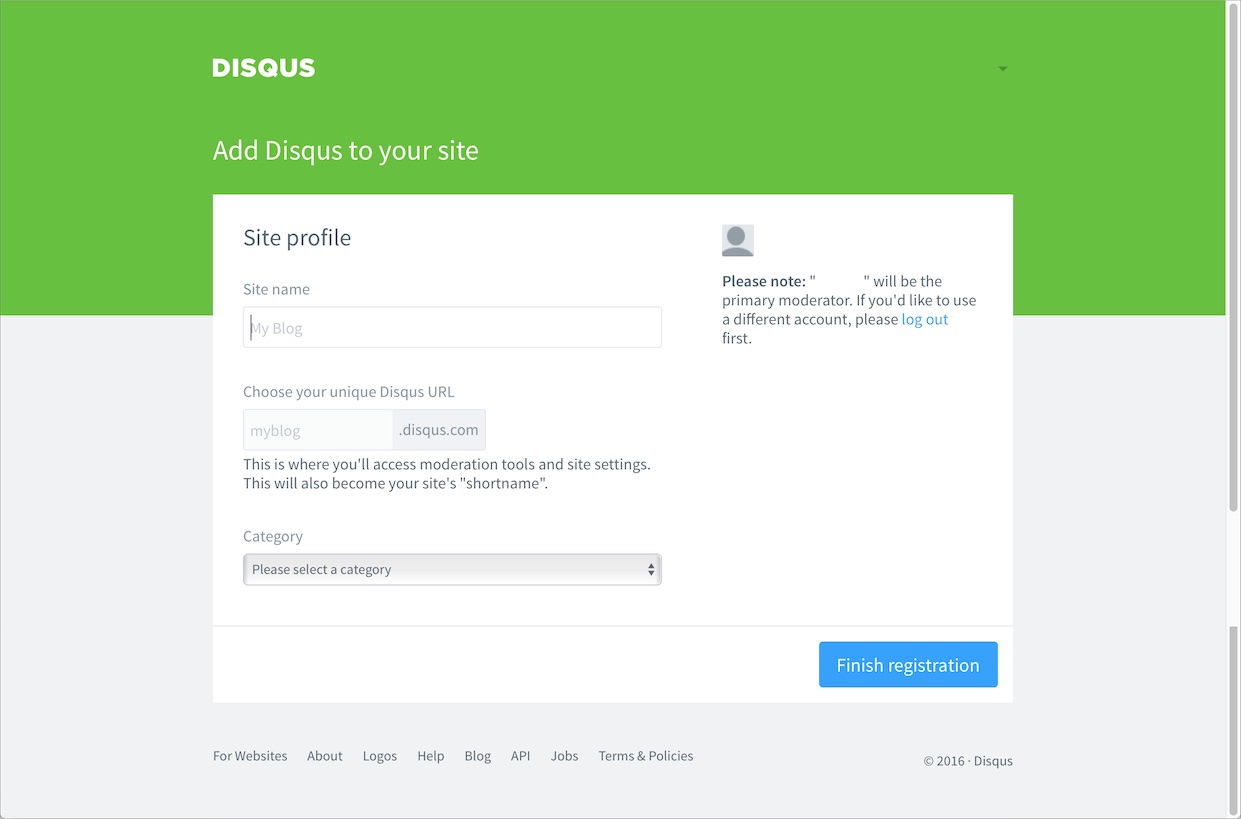 DISQUS
Add Disqus to your site
Site profile
Site name
My Blog
Choose your unique Disqus URL
myblog .disqus.com
This is where you'll access moderation tools and site settings.
This will also become your site's "shortname".
Category
Please select a category
Please note: " " will be the
primary moderator. If you'd like to use
a different account, please log out
first.
Finish registration
For Websites About Logos Help Blog API Jobs Terms & Policies
© 2016 · Disqus